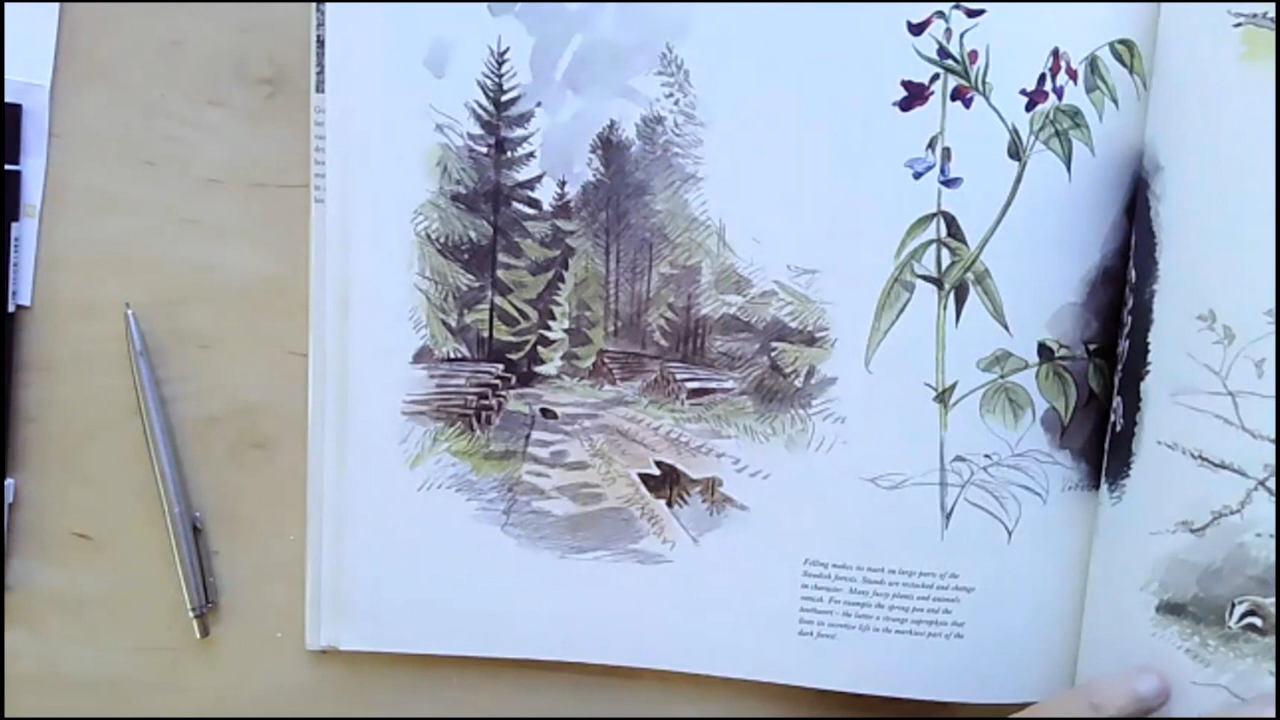 Felling makes its mark on large parts of the
Swedish forests. Stands are restocked and change
in character. Many fussy plants and animals
vanish. For example the spring pea and the
toothwort – the latter a strange saprophyte that
lives its secretive life in the murkiest part of the
dark forest.